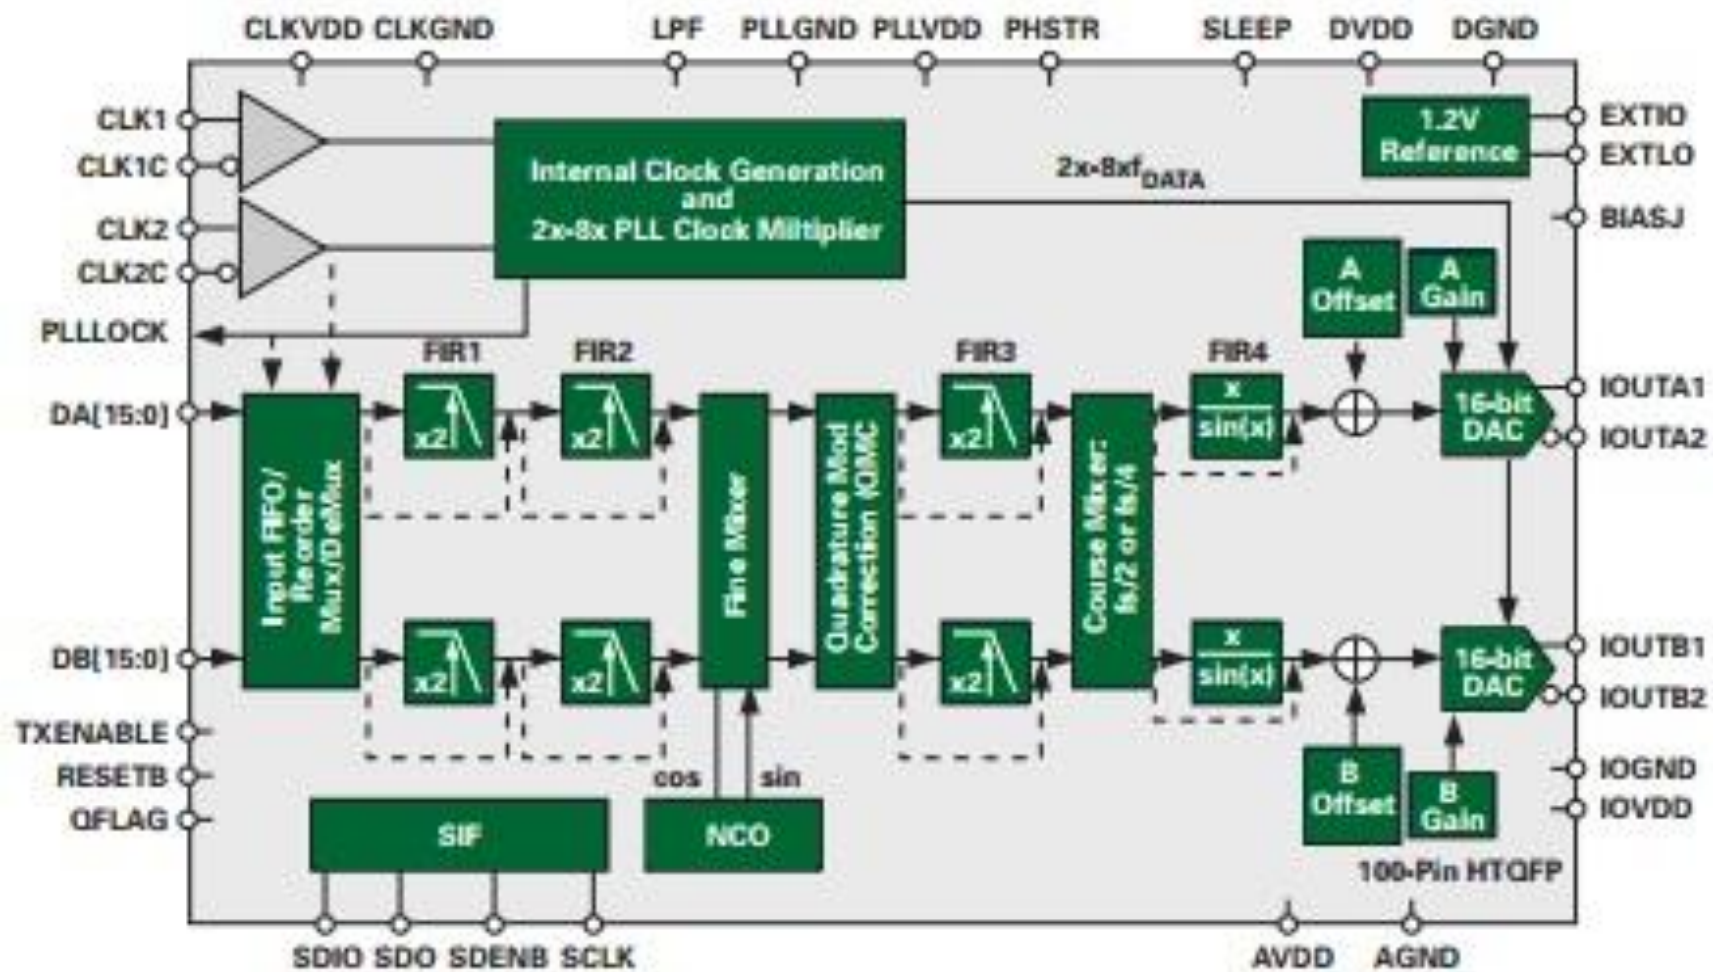 CLKVDD CLKGND LPF PLLGND PLLVDD PHSTR SLEEP DVDD DGND
CLK1
CLK1C
CLK2
CLK2C
PLLLOCK
DA[15:0]
DB[15:0]
TXENABLE
RESETB
QFLAG
Internal Clock Generation
and
2x-8x PLL Clock Miltiplier
2x-8xfDATA
1.2V
Reference
EXTIO
EXTLO
BIASJ
A
Offset
A
Gain
FIR1
FIR2
FIR3
FIR4
Input FIFO/
Reorder
Mux/DeMux
x2
x2
Fine Mixer
Quadrature Mod
Correction (QMC
x2
Course Mixer:
fs/2 or fs/4
x
sin(x)
16-bit
DAC
IOUTA1
IOUTA2
x2
x2
x2
x
sin(x)
16-bit
DAC
IOUTB1
IOUTB2
cos
sin
SIF
NCO
B
Offset
B
Gain
IOGND
IOVDD
100-Pin HTQFP
SDIO SDO SDENB SCLK
AVDD AGND